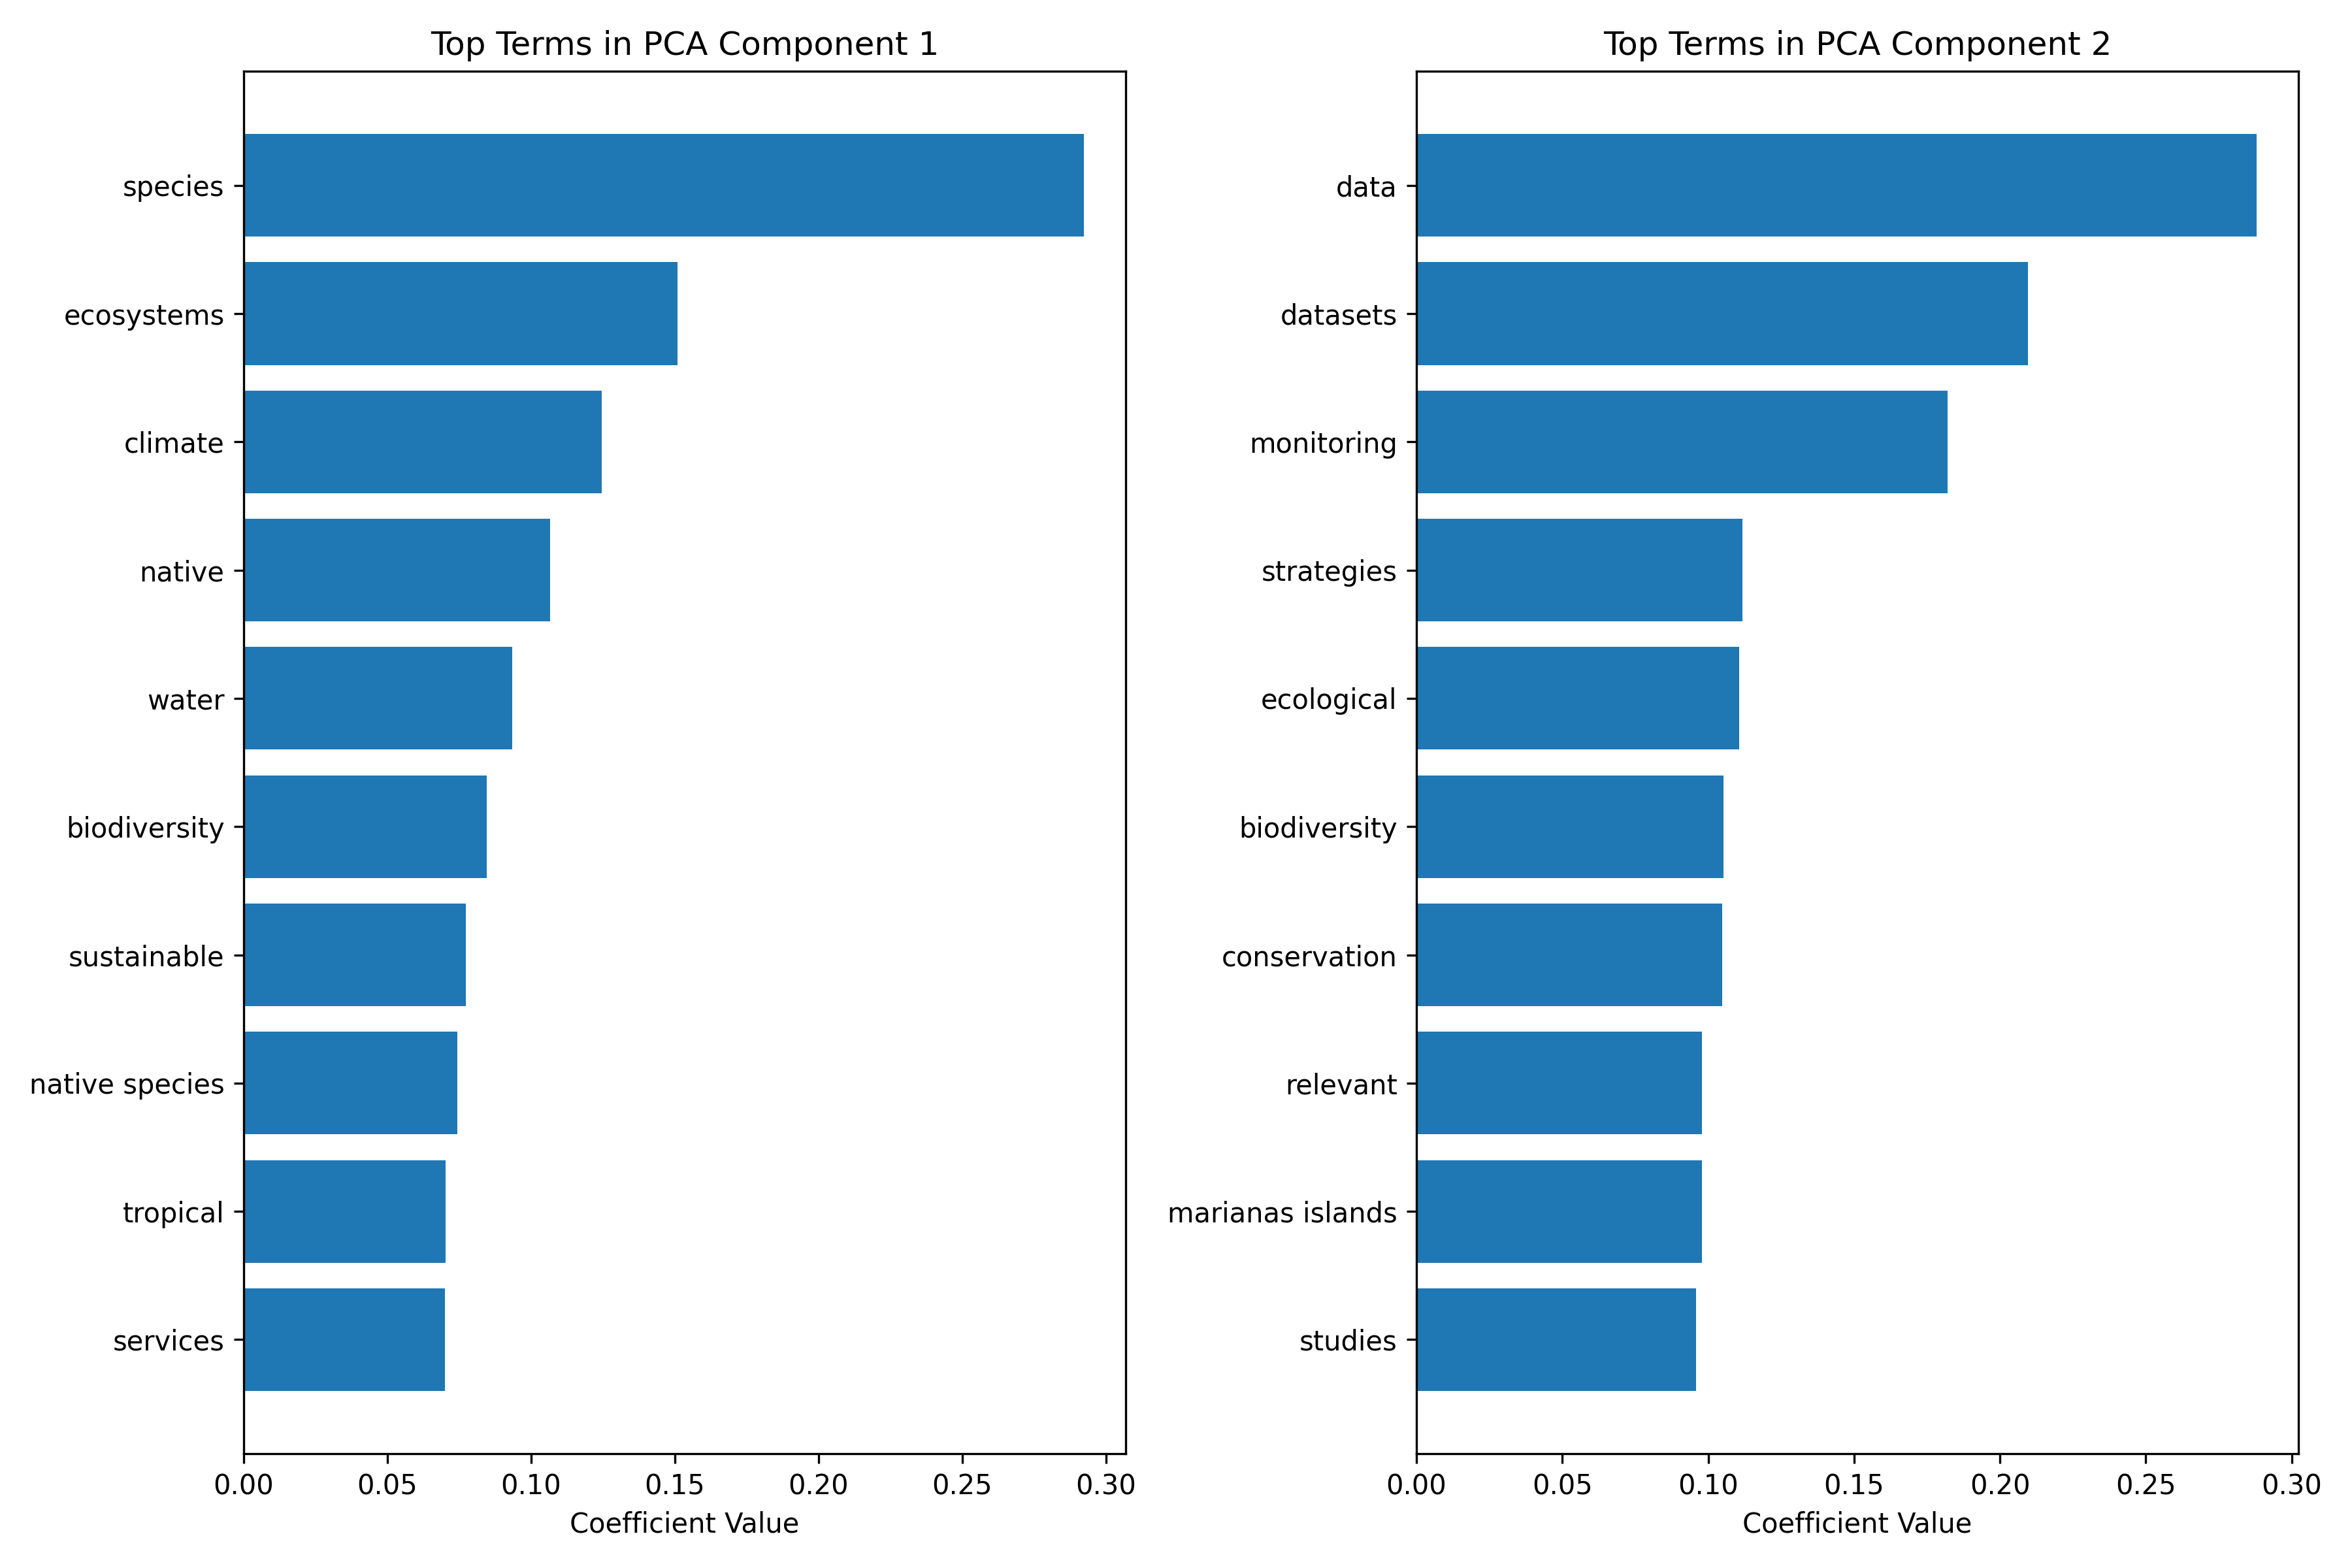 Top Terms in PCA Component 1
species
ecosystems
climate
native
water
biodiversity
sustainable
native species
tropical
services
0.00 0.05 0.10 0.15 0.20 0.25 0.30
Coefficient Value
Top Terms in PCA Component 2
data
datasets
monitoring
strategies
ecological
biodiversity
conservation
relevant
marianas islands
studies
0.00 0.05 0.10 0.15 0.20 0.25 0.30
Coefficient Value